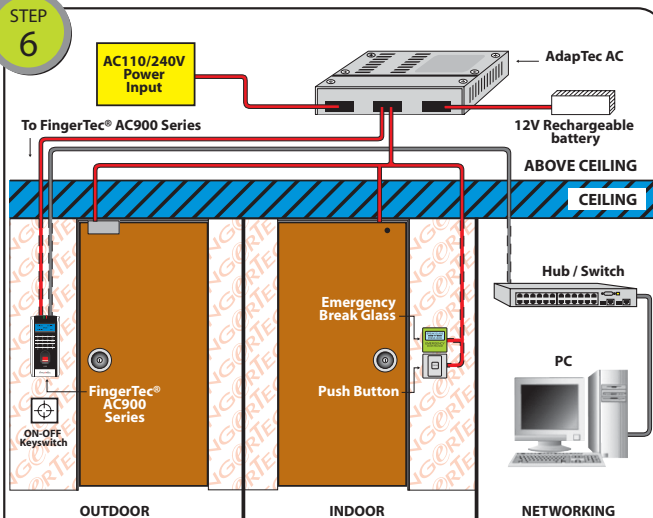 STEP
6
AC110/240V
Power
Input
AdapTec AC
To FingerTec® AC900 Series
12V Rechargeable
battery
ABOVE CEILING
CEILING
Hub / Switch
Emergency
Break Glass
PC
FingerTec®
AC900
Series
Push Button
ON-OFF
Keyswitch
OUTDOOR
INDOOR
NETWORKING